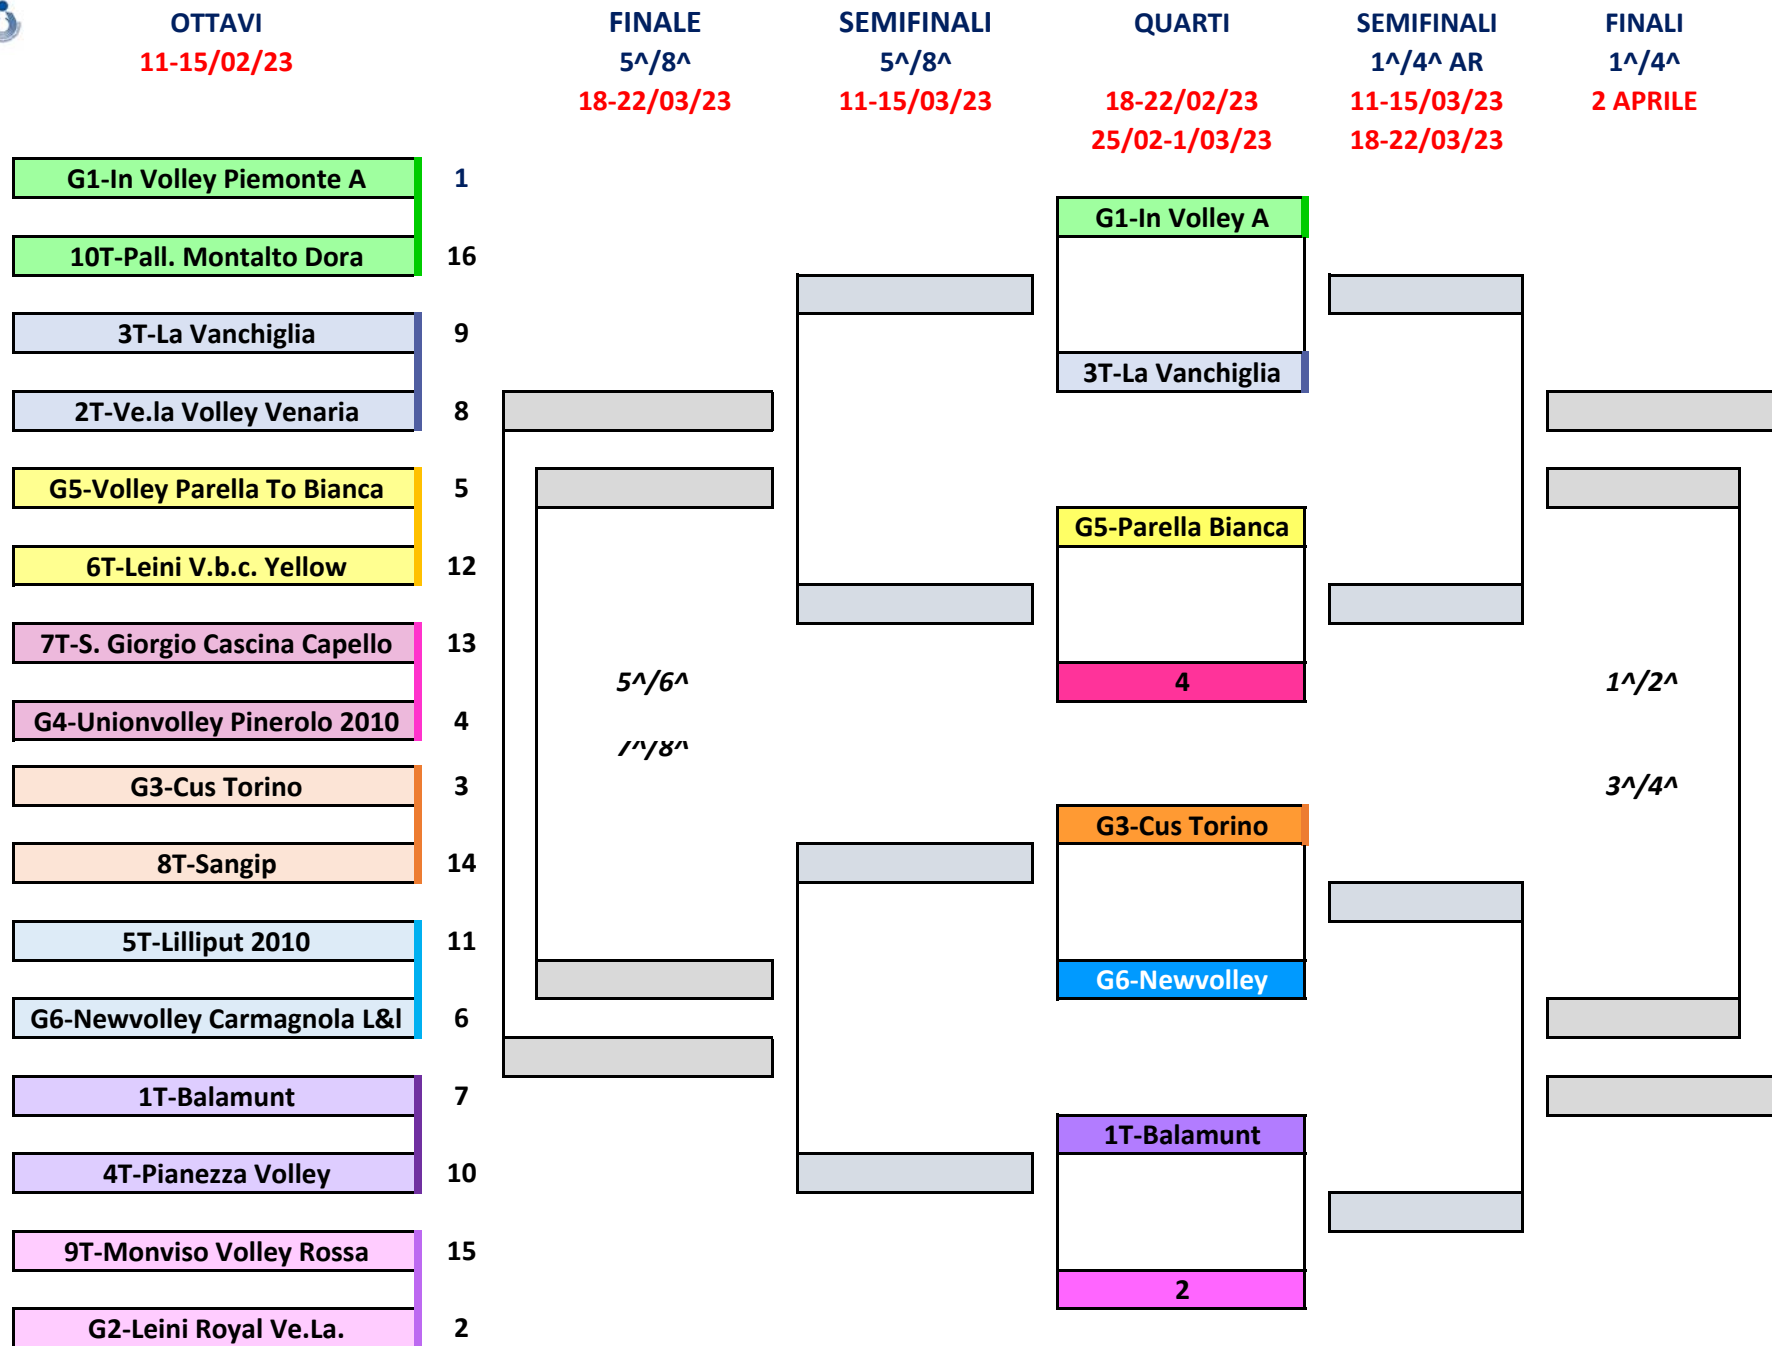 OTTAVI
11-15/02/23
FINALE
5^/8^
18-22/03/23
SEMIFINALI
5^/8^
11-15/03/23
QUARTI
18-22/02/23
25/02-1/03/23
SEMIFINALI
1^/4^ AR
11-15/03/23
18-22/03/23
FINALI
1^/4^
2 APRILE
G1-In Volley Piemonte A 1
10T-Pall. Montalto Dora 16
3T-La Vanchiglia 9
2T-Ve.la Volley Venaria 8
G5-Volley Parella To Bianca 5
6T-Leini V.b.c. Yellow 12
7T-S. Giorgio Cascina Capello 13
G4-Unionvolley Pinerolo 2010 4
G3-Cus Torino 3
8T-Sangip 14
5T-Lilliput 2010 11
G6-Newvolley Carmagnola L&l 6
1T-Balamunt 7
4T-Pianezza Volley 10
9T-Monviso Volley Rossa 15
G2-Leini Royal Ve.La. 2
5^/6^
7^/8^
G1-In Volley A
3T-La Vanchiglia
G5-Parella Bianca
4
G3-Cus Torino
G6-Newvolley
1T-Balamunt
2
1^/2^
3^/4^